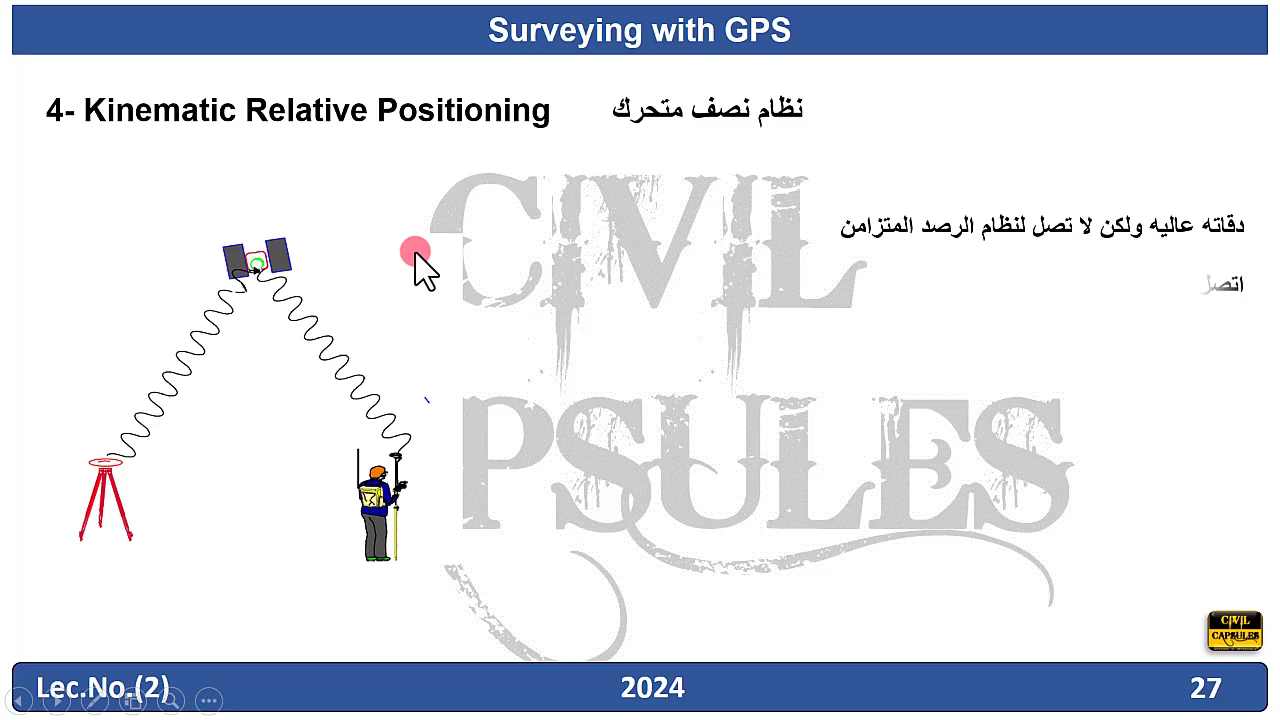 Surveying with GPS
4- Kinematic Relative Positioning نظام نصف متحرك
دقاته عاليه ولكن لا تصل لنظام الرصد المتزامن
CIVIL
PSULES
CIVIL
CAPSULES
Lec.No.(2) 2024 27